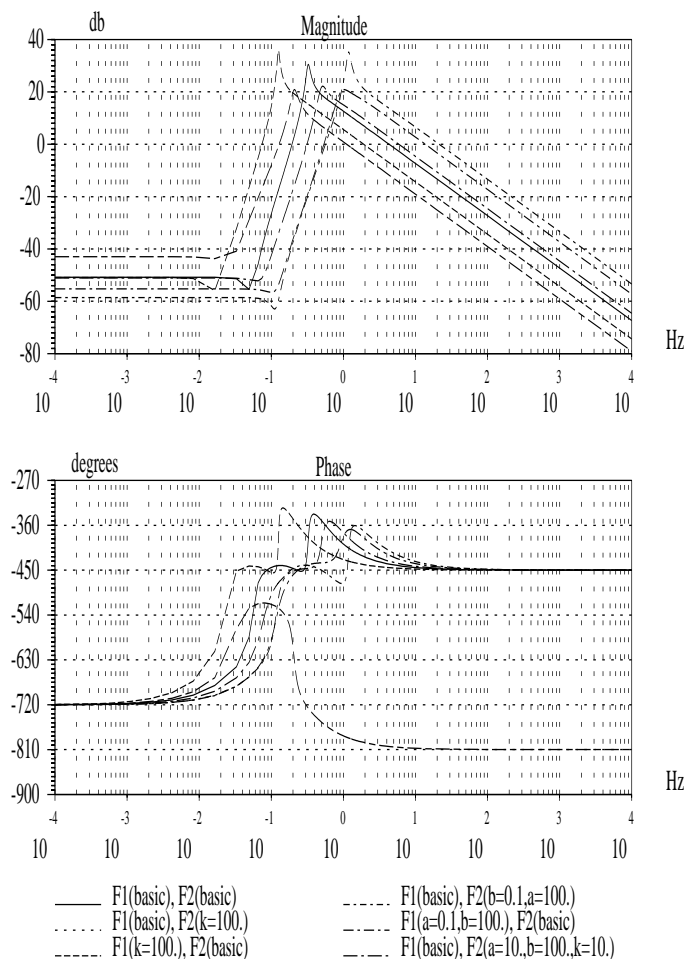 db Magnitude
40
20
0
-20
-40
-60
-80
Hz
-4 -3 -2 -1 0 1 2 3 4
10 10 10 10 10 10 10 10 10
degrees Phase
-270
-360
-450
-540
-630
-720
-810
-900
Hz
-4 -3 -2 -1 0 1 2 3 4
10 10 10 10 10 10 10 10 10
F1(basic), F2(basic)
F1(basic), F2(k=100.)
F1(k=100.), F2(basic)
F1(basic), F2(b=0.1,a=100.)
F1(a=0.1,b=100.), F2(basic)
F1(basic), F2(a=10.,b=100.,k=10.)